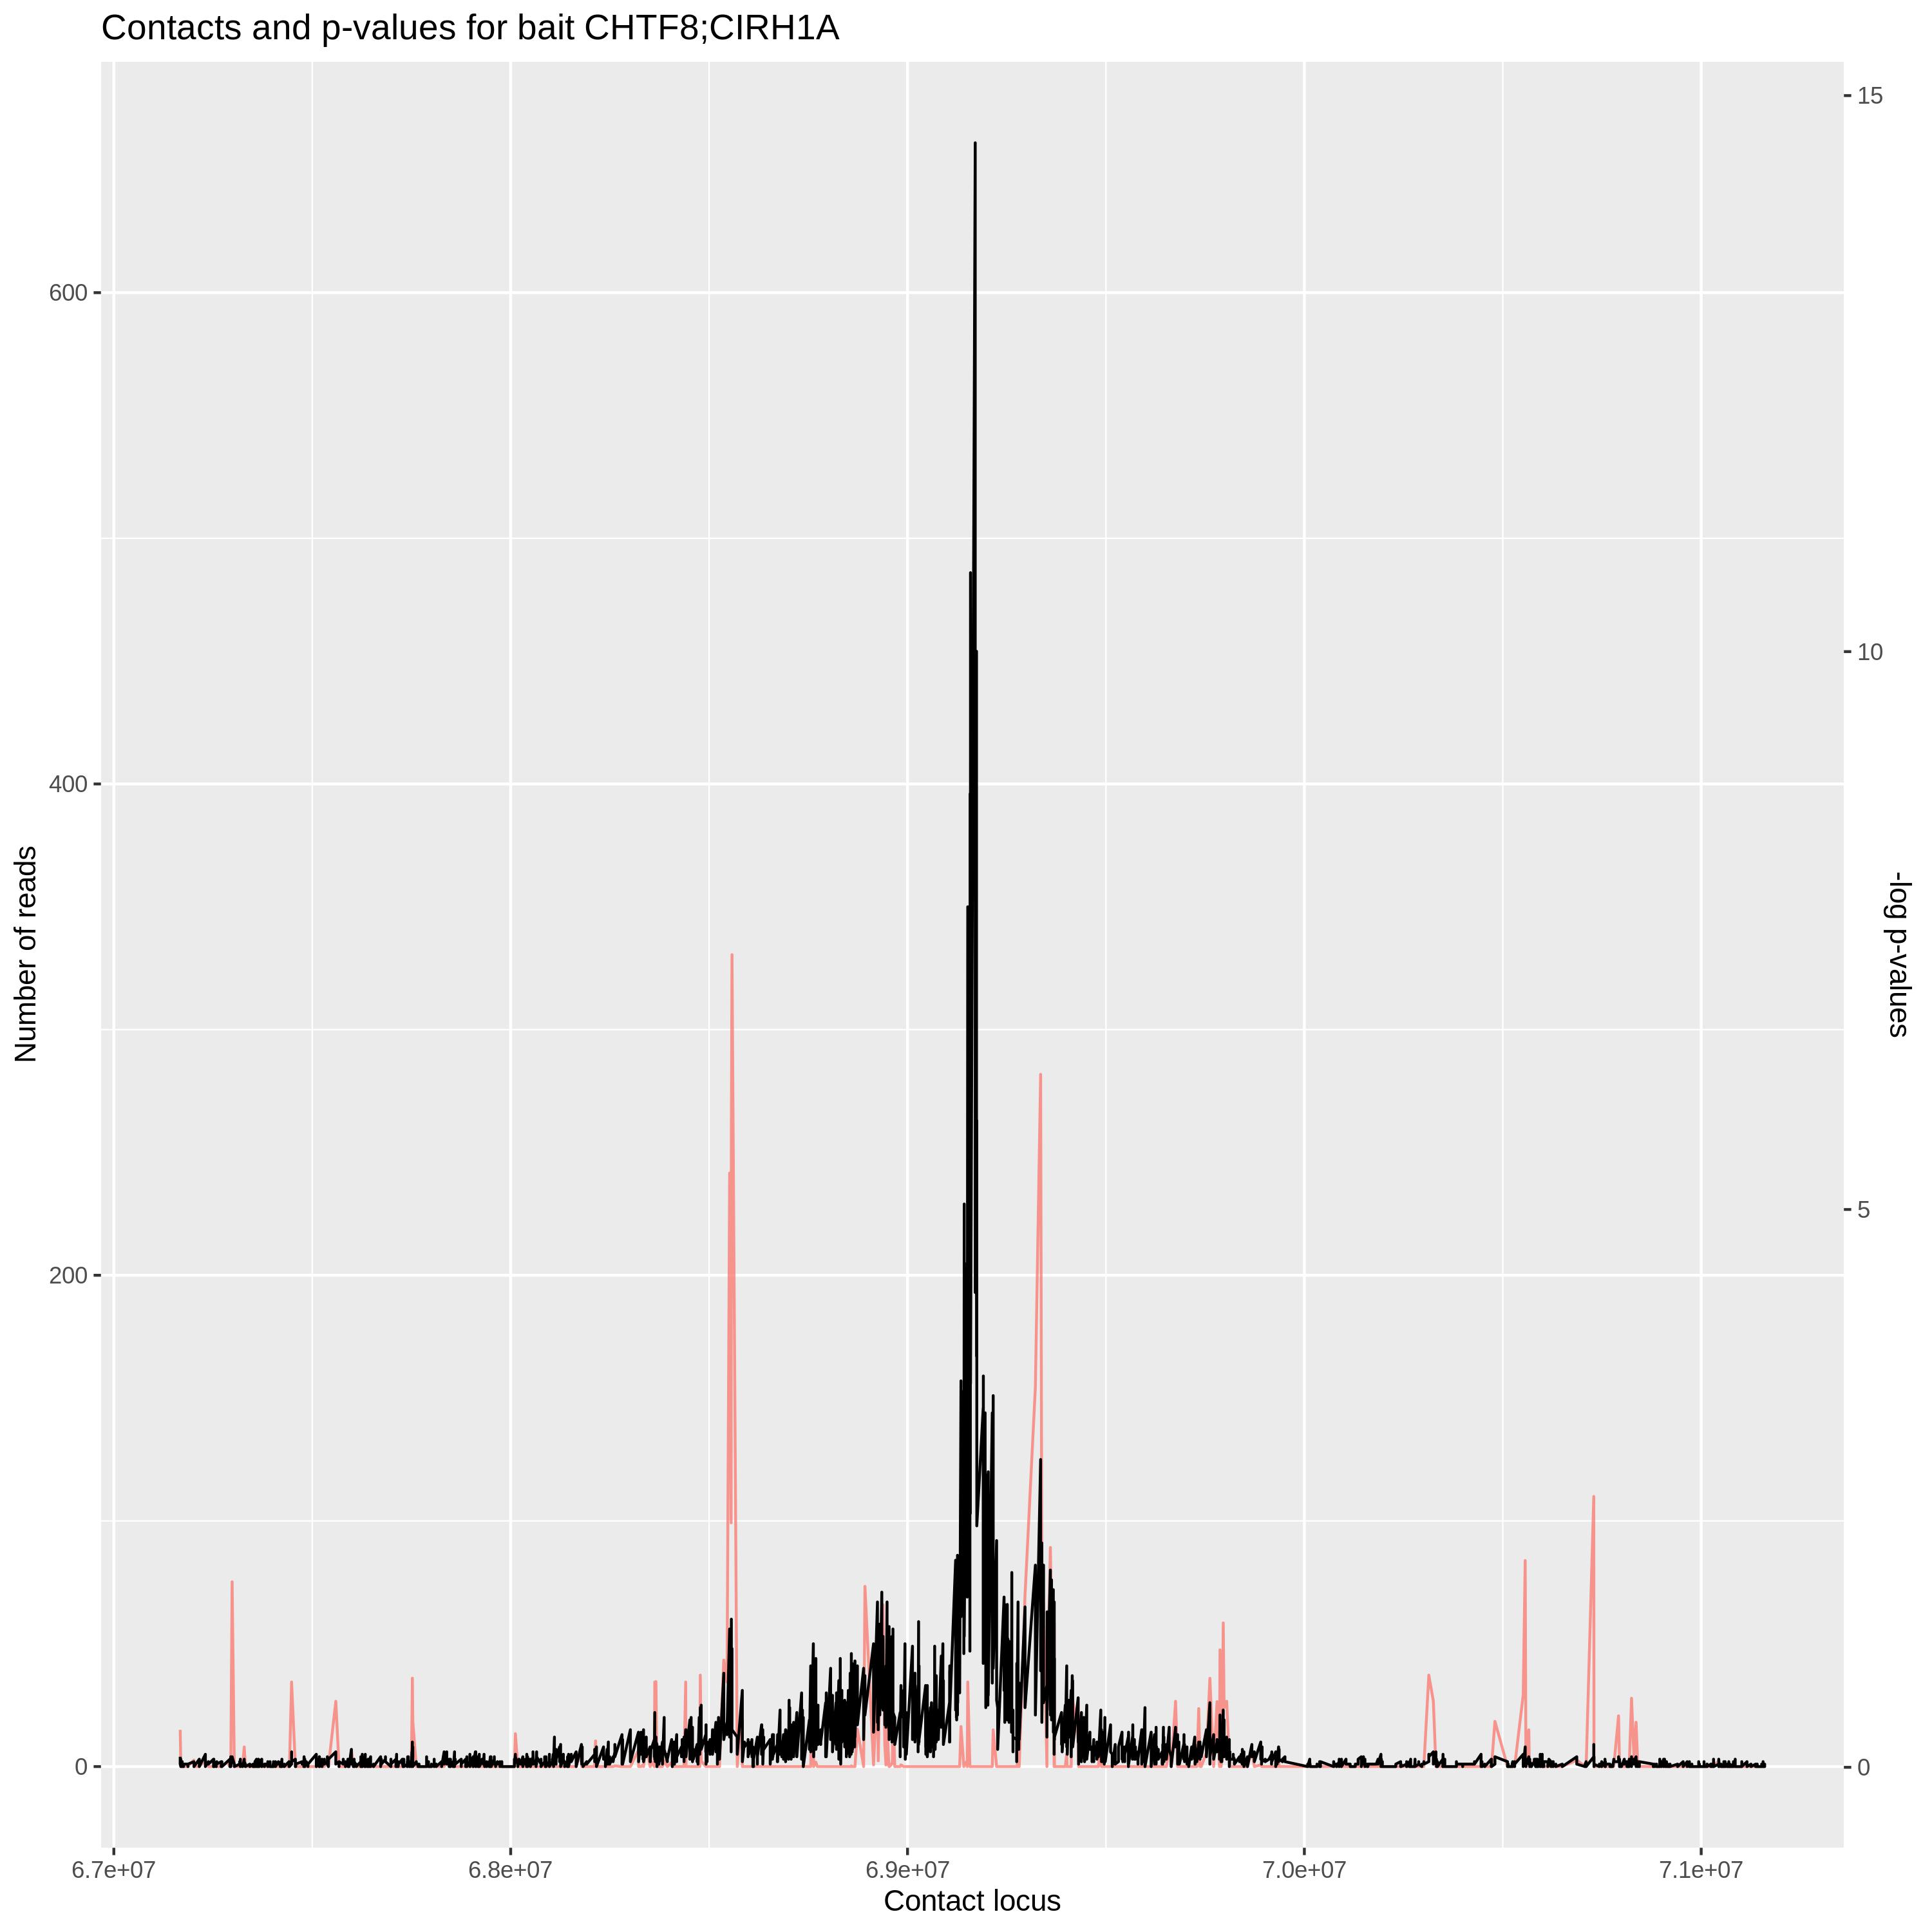 Contacts and p-values for bait CHTF8;CIRH1A
15
600
10
400
Number of reads
-log p-values
5
200
0
0
6.7e+07
6.8e+07
6.9e+07
7.0e+07
7.1e+07
Contact locus